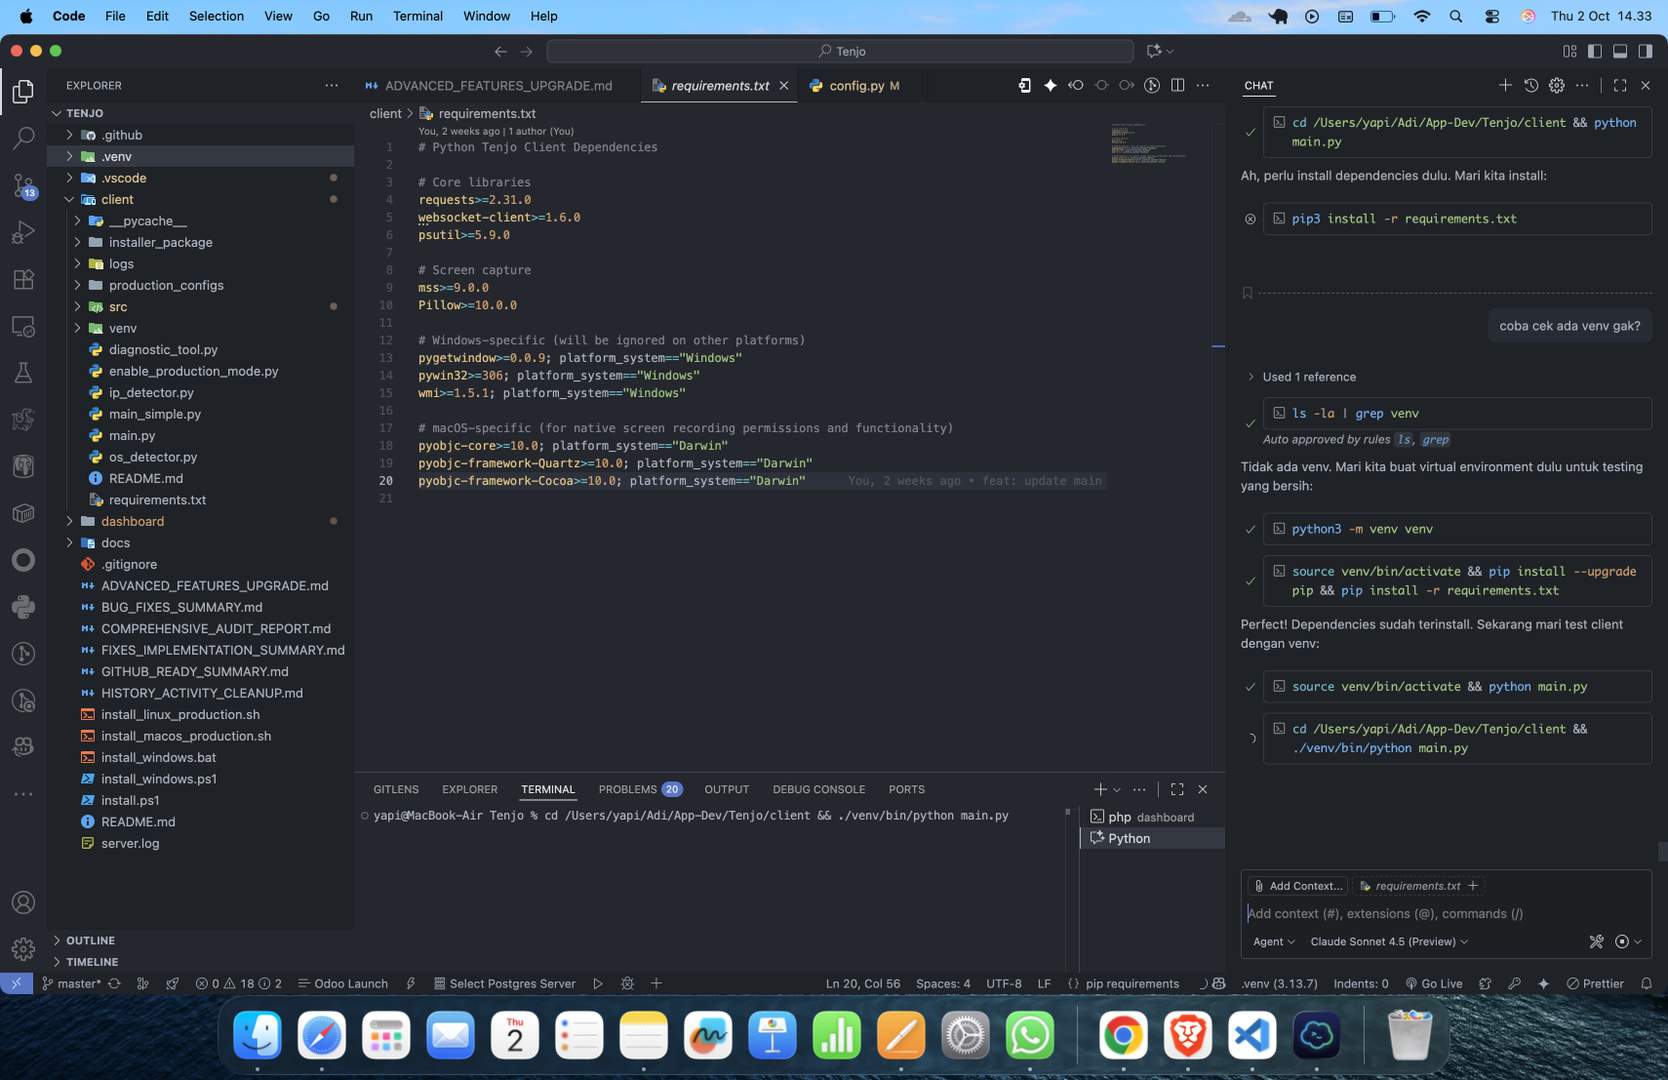 Code File Edit Selection View Go Run Terminal Window Help
Thu 2 Oct 14.33
Tenjo
EXPLORER
TENJO
.github
.venv
.vscode
client
__pycache__
installer_package
logs
production_configs
src
venv
diagnostic_tool.py
enable_production_mode.py
ip_detector.py
main_simple.py
main.py
os_detector.py
README.md
requirements.txt
dashboard
docs
.gitignore
ADVANCED_FEATURES_UPGRADE.md
BUG_FIXES_SUMMARY.md
COMPREHENSIVE_AUDIT_REPORT.md
FIXES_IMPLEMENTATION_SUMMARY.md
GITHUB_READY_SUMMARY.md
HISTORY_ACTIVITY_CLEANUP.md
install_linux_production.sh
install_macos_production.sh
install_windows.bat
install_windows.ps1
install.ps1
README.md
server.log
OUTLINE
TIMELINE
13
ADVANCED_FEATURES_UPGRADE.md requirements.txt config.py M
client > requirements.txt
You, 2 weeks ago | 1 author (You)
1 # Python Tenjo Client Dependencies
2
3 # Core libraries
4 requests>=2.31.0
5 websocket-client>=1.6.0
6 psutil>=5.9.0
7
8 # Screen capture
9 mss>=9.0.0
10 Pillow>=10.0.0
11
12 # Windows-specific (will be ignored on other platforms)
13 pygetwindow>=0.0.9; platform_system=="Windows"
14 pywin32>=306; platform_system=="Windows"
15 wmi>=1.5.1; platform_system=="Windows"
16
17 # macOS-specific (for native screen recording permissions and functionality)
18 pyobjc-core>=10.0; platform_system=="Darwin"
19 pyobjc-framework-Quartz>=10.0; platform_system=="Darwin"
20 pyobjc-framework-Cocoa>=10.0; platform_system=="Darwin" You, 2 weeks ago • feat: update main
21
GITLENS EXPLORER TERMINAL PROBLEMS 20 OUTPUT DEBUG CONSOLE PORTS
yapi@MacBook-Air Tenjo % cd /Users/yapi/Adi/App-Dev/Tenjo/client && ./venv/bin/python main.py
php dashboard
Python
CHAT
cd /Users/yapi/Adi/App-Dev/Tenjo/client && python
main.py
Ah, perlu install dependencies dulu. Mari kita install:
pip3 install -r requirements.txt
coba cek ada venv gak?
Used 1 reference
ls -la | grep venv
Auto approved by rules ls, grep
Tidak ada venv. Mari kita buat virtual environment dulu untuk testing
yang bersih:
python3 -m venv venv
source venv/bin/activate && pip install --upgrade
pip && pip install -r requirements.txt
Perfect! Dependencies sudah terinstall. Sekarang mari test client
dengan venv:
source venv/bin/activate && python main.py
cd /Users/yapi/Adi/App-Dev/Tenjo/client &&
./venv/bin/python main.py
Add Context... requirements.txt
Add context (#), extensions (@), commands (/)
Agent Claude Sonnet 4.5 (Preview)
master* 0 18 2 Odoo Launch Select Postgres Server Ln 20, Col 56 Spaces: 4 UTF-8 LF {} pip requirements .venv (3.13.7) Indents: 0 Go Live Prettier
Thu
2